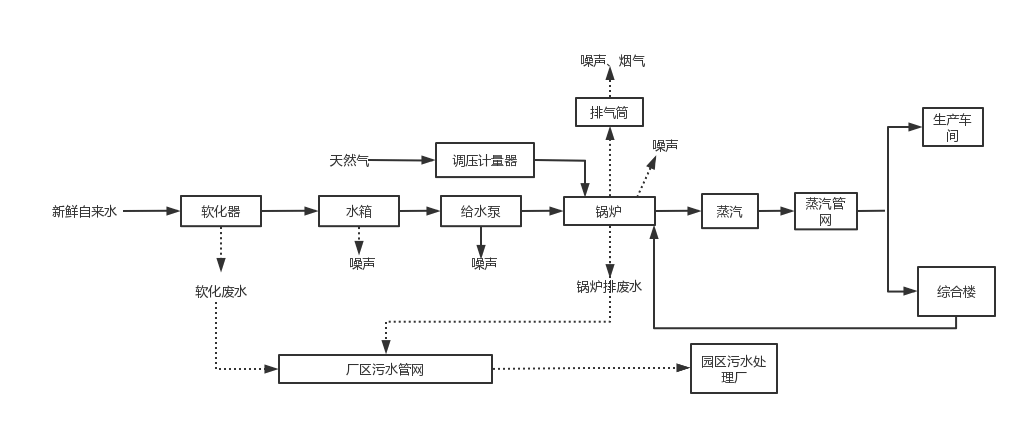 噪声、烟气
排气筒
生产车
间
噪声
天然气
调压计量器
新鲜自来水
软化器
水箱
给水泵
锅炉
蒸汽
蒸汽管
网
噪声
噪声
软化废水
锅炉排废水
综合楼
厂区污水管网
园区污水处
理厂